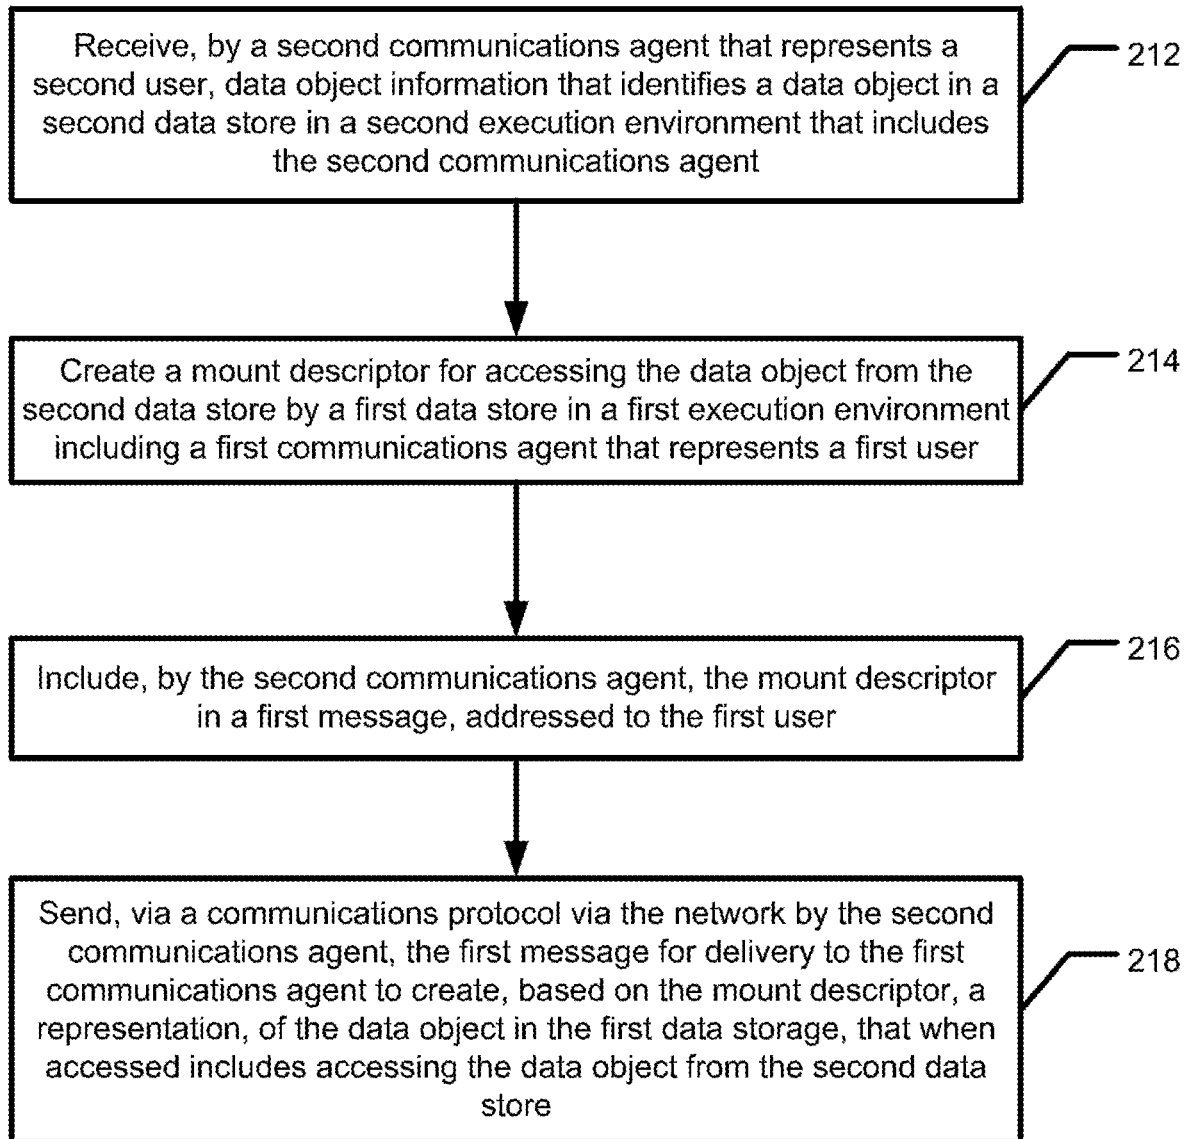 Receive, by a second communications agent that represents a
second user, data object information that identifies a data object in a
second data store in a second execution environment that includes
the second communications agent
212
Create a mount descriptor for accessing the data object from the
second data store by a first data store in a first execution environment
including a first communications agent that represents a first user
214
Include, by the second communications agent, the mount descriptor
in a first message, addressed to the first user
216
Send, via a communications protocol via the network by the second
communications agent, the first message for delivery to the first
communications agent to create, based on the mount descriptor, a
representation, of the data object in the first data storage, that when
accessed includes accessing the data object from the second data
store
218